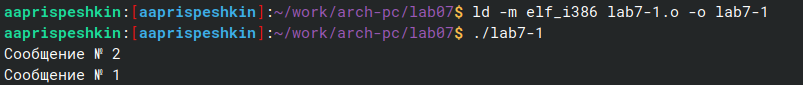 aaprispeshkin:[aaprispeshkin]:~/work/arch-pc/lab07$ ld -m elf_i386 lab7-1.o -o lab7-1
aaprispeshkin:[aaprispeshkin]:~/work/arch-pc/lab07$ ./lab7-1
Сообщение № 2
Сообщение № 1